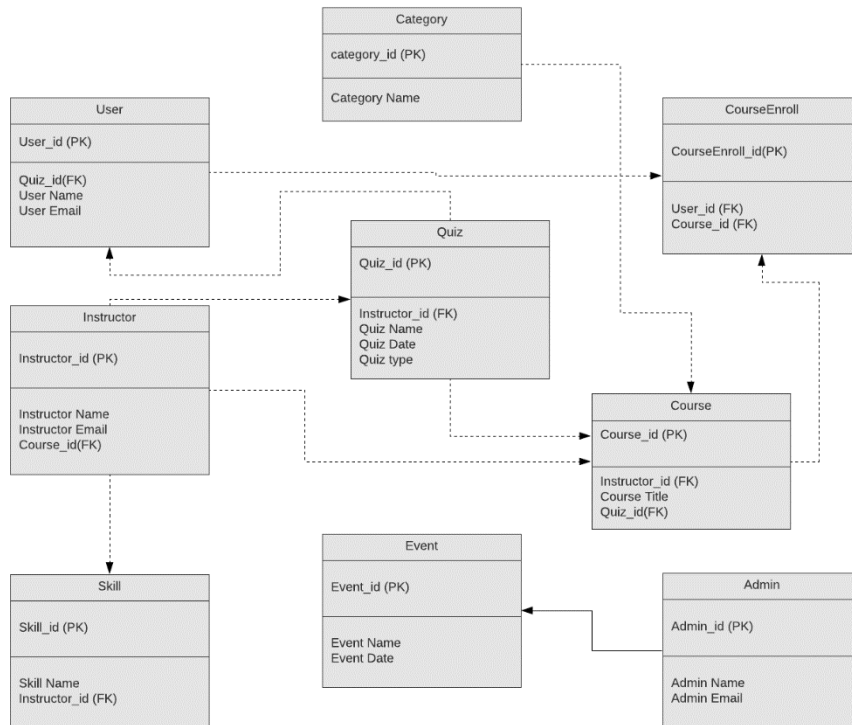 Category
category_id (PK)
Category Name
User
User_id (PK)
Quiz_id(FK)
User Name
User Email
CourseEnroll
CourseEnroll_id(PK)
User_id (FK)
Course_id (FK)
Quiz
Quiz_id (PK)
Instructor_id (FK)
Quiz Name
Quiz Date
Quiz type
Instructor
Instructor_id (PK)
Instructor Name
Instructor Email
Course_id(FK)
Course
Course_id (PK)
Instructor_id (FK)
Course Title
Quiz_id(FK)
Skill
Skill_id (PK)
Skill Name
Instructor_id (FK)
Event
Event_id (PK)
Event Name
Event Date
Admin
Admin_id (PK)
Admin Name
Admin Email